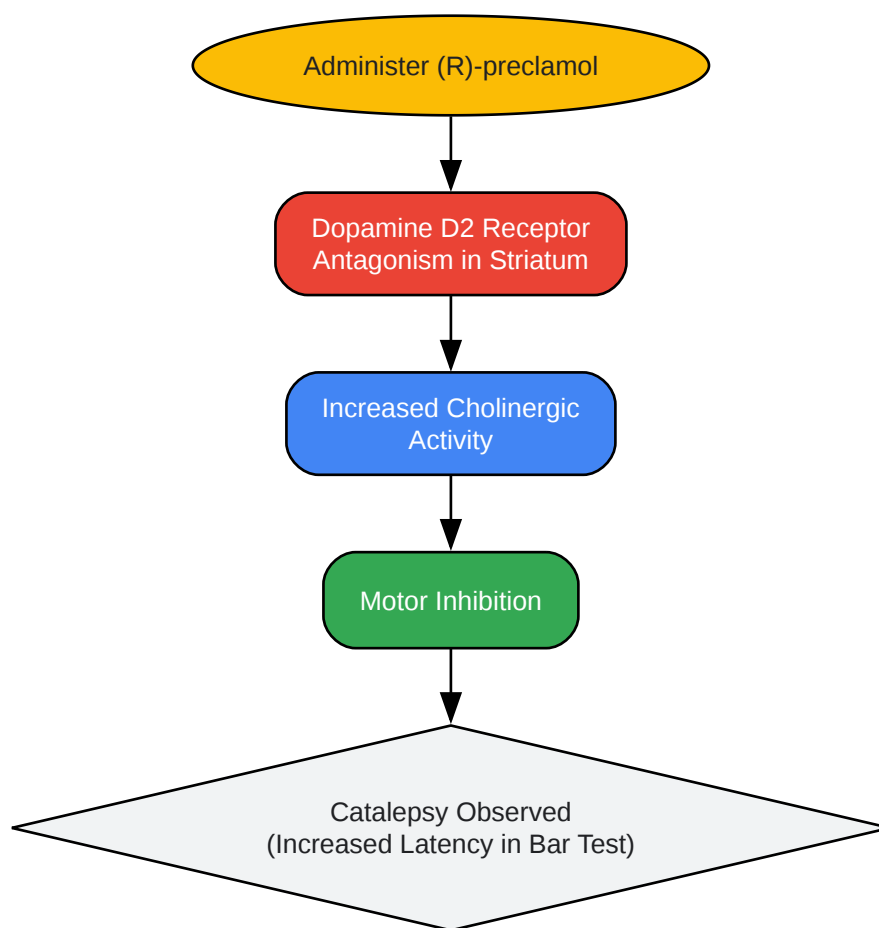 Administer (R)-preclamol
Dopamine D2 Receptor
Antagonism in Striatum
Increased Cholinergic
Activity
Motor Inhibition
Catalepsy Observed
(Increased Latency in Bar Test)